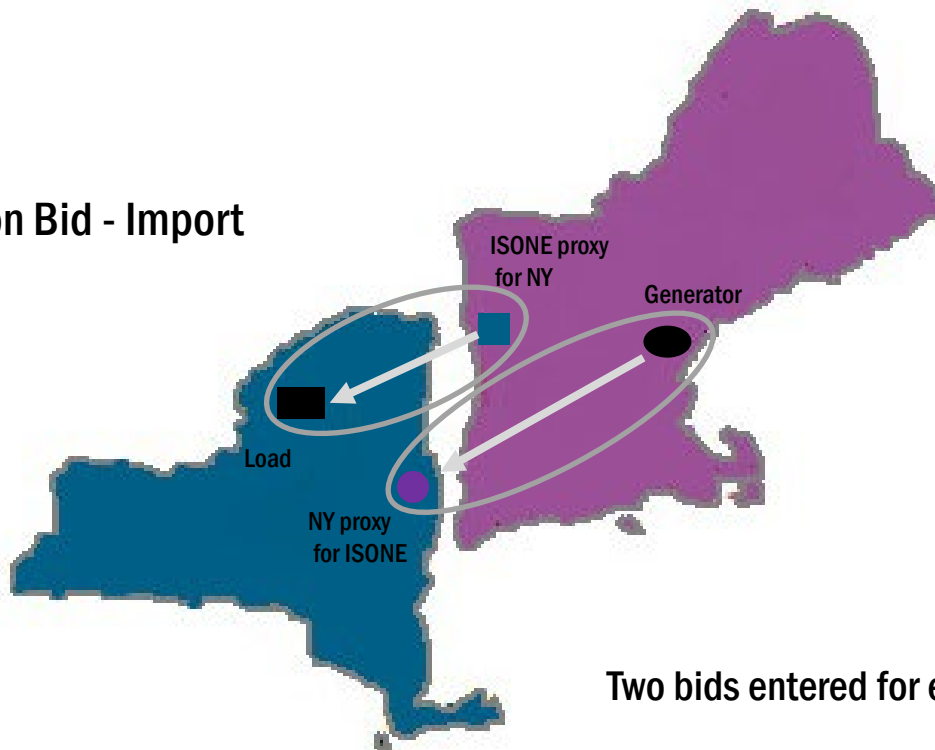 on Bid - Import
ISONE proxy
for NY
Generator
Load
NY proxy
for ISONE
Two bids entered for